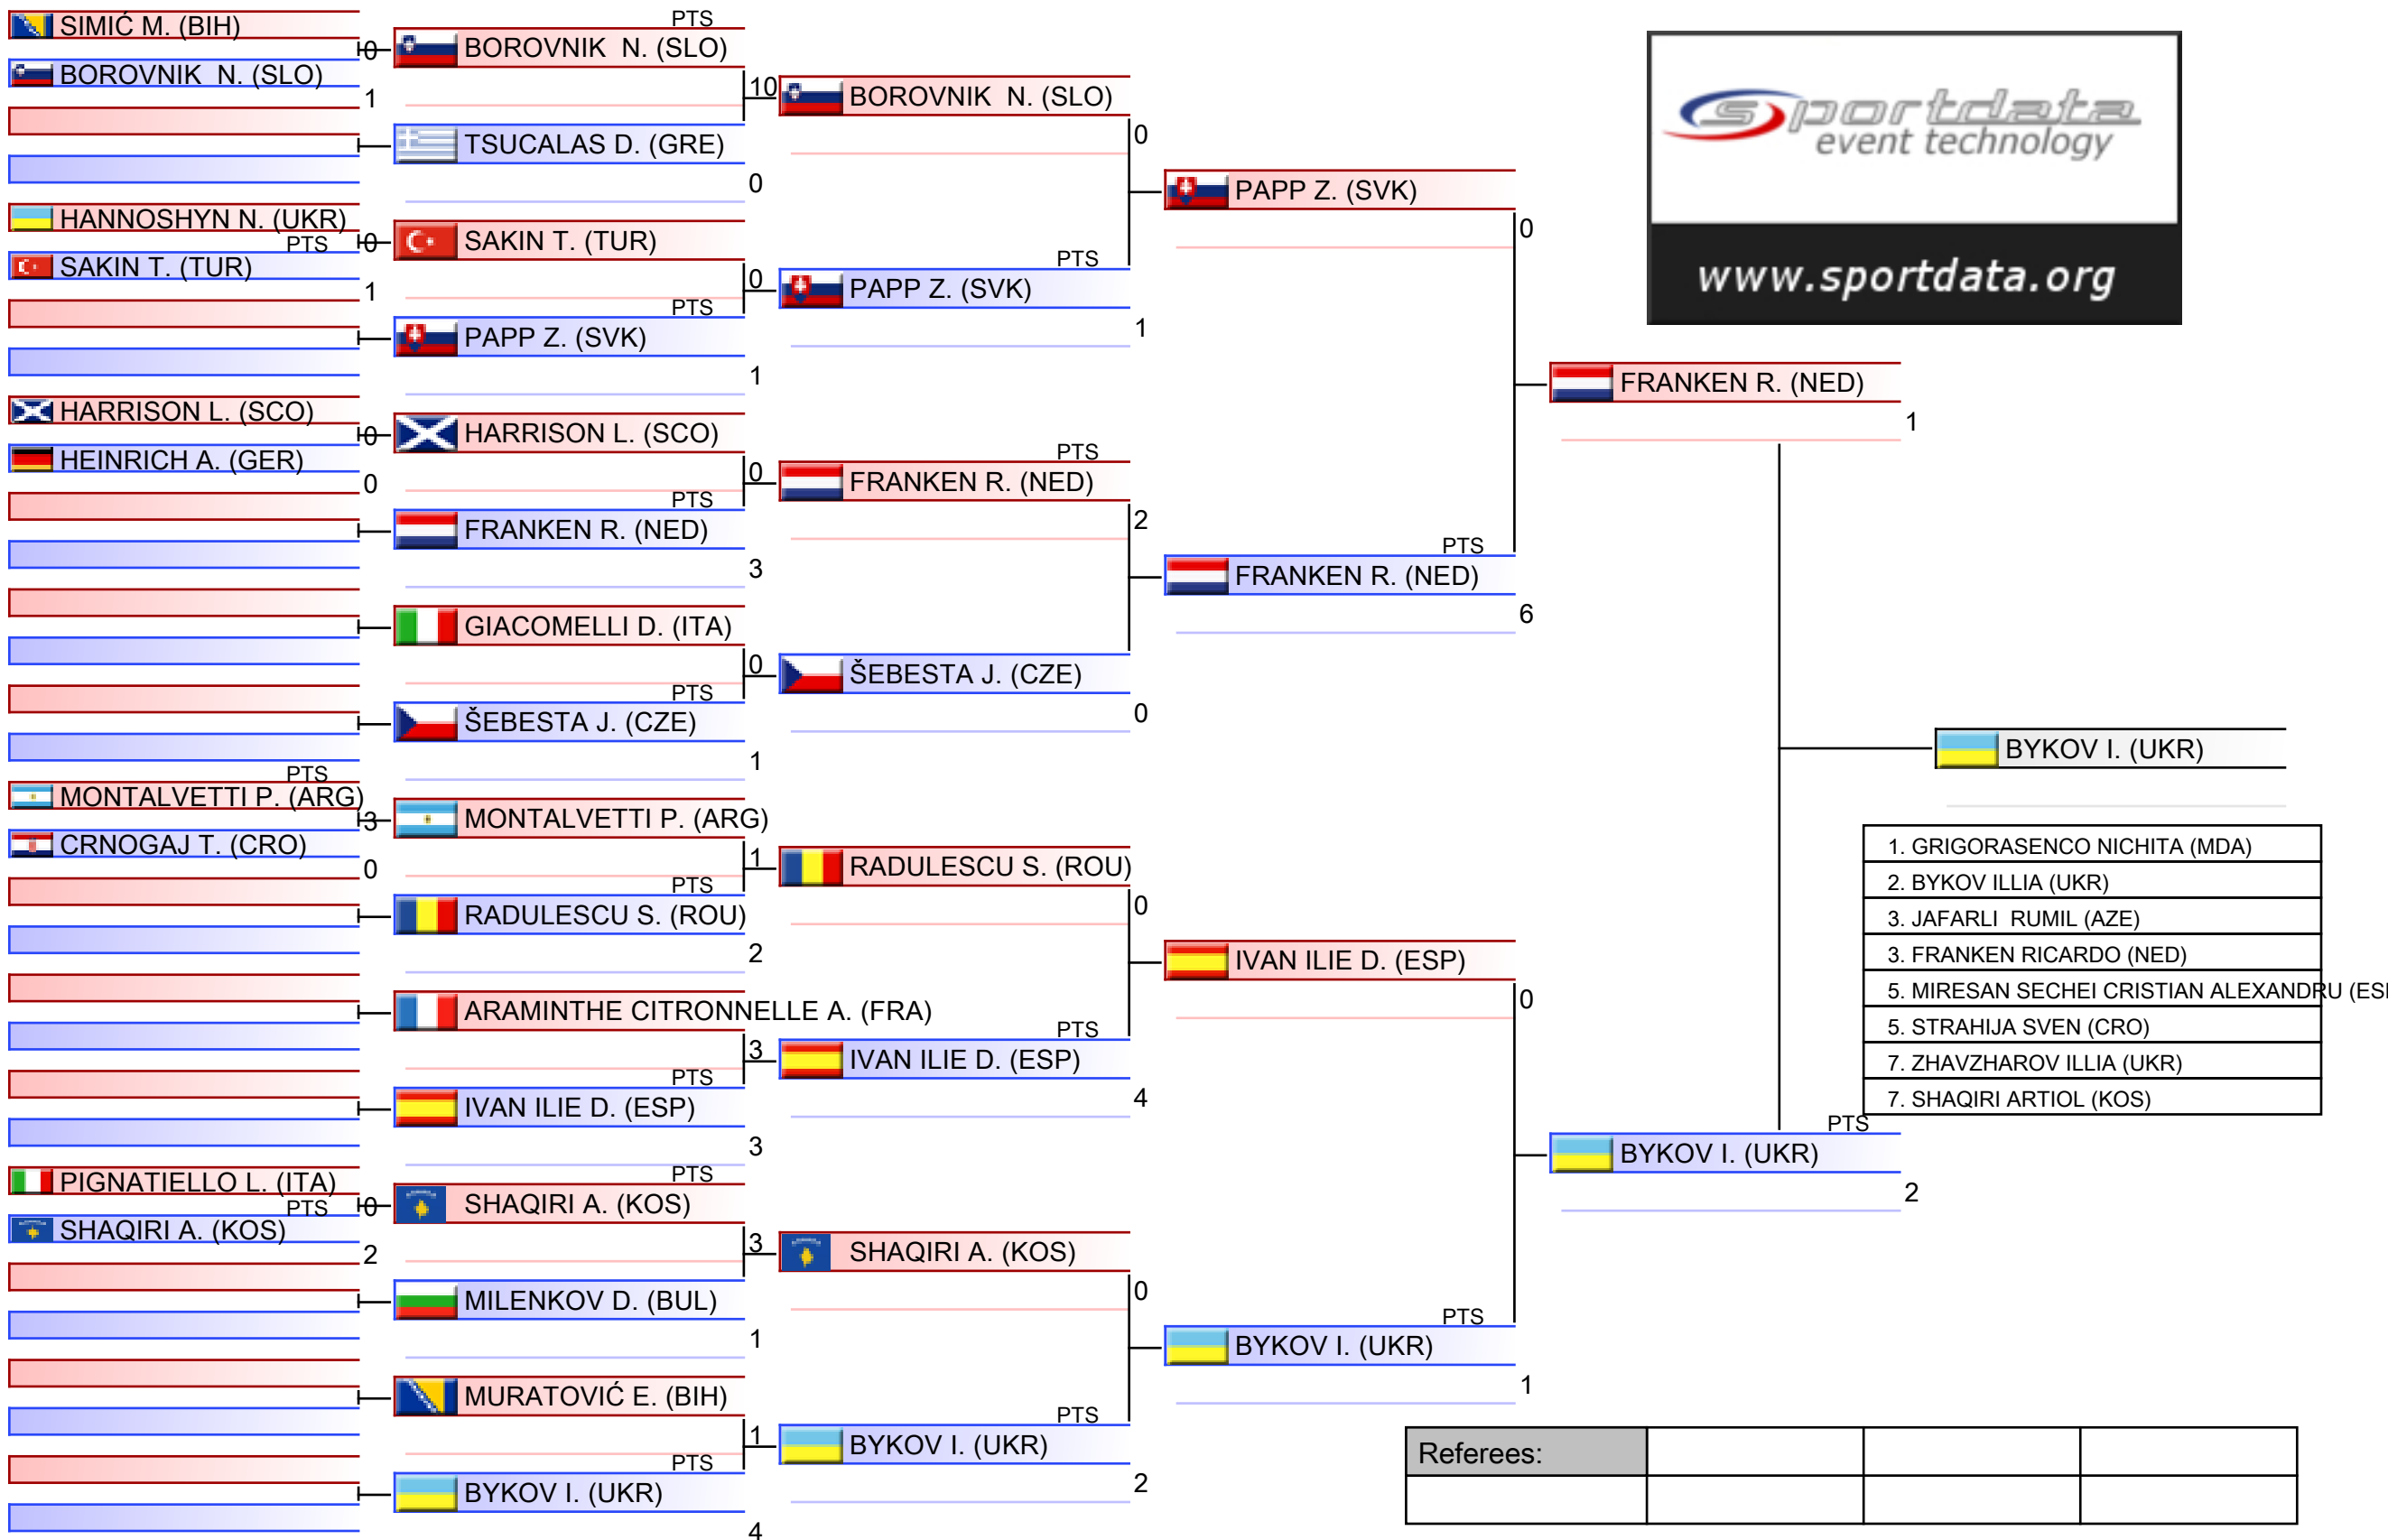 SIMIĆ M. (BIH)
0
BOROVNIK N. (SLO)
1
HANNOSHYN N. (UKR)
PTS
0
SAKIN T. (TUR)
1
HARRISON L. (SCO)
0
HEINRICH A. (GER)
0
PTS
MONTALVETTI P. (ARG)
3
CRNOGAJ T. (CRO)
0
PIGNATIELLO L. (ITA)
PTS
0
SHAQIRI A. (KOS)
2
PTS
BOROVNIK N. (SLO)
10
TSUCALAS D. (GRE)
0
SAKIN T. (TUR)
0
PTS
PAPP Z. (SVK)
1
HARRISON L. (SCO)
0
PTS
FRANKEN R. (NED)
3
GIACOMELLI D. (ITA)
0
PTS
ŠEBESTA J. (CZE)
1
MONTALVETTI P. (ARG)
1
PTS
RADULESCU S. (ROU)
2
ARAMINTHE CITRONNELLE A. (FRA)
3
PTS
IVAN ILIE D. (ESP)
3
PTS
SHAQIRI A. (KOS)
3
MILENKOV D. (BUL)
1
MURATOVIĆ E. (BIH)
1
PTS
BYKOV I. (UKR)
4
BOROVNIK N. (SLO)
0
PTS
PAPP Z. (SVK)
1
PTS
FRANKEN R. (NED)
2
ŠEBESTA J. (CZE)
0
RADULESCU S. (ROU)
0
PTS
IVAN ILIE D. (ESP)
4
SHAQIRI A. (KOS)
0
PTS
BYKOV I. (UKR)
2
PAPP Z. (SVK)
0
PTS
FRANKEN R. (NED)
6
IVAN ILIE D. (ESP)
0
PTS
BYKOV I. (UKR)
1
FRANKEN R. (NED)
1
PTS
BYKOV I. (UKR)
2
BYKOV I. (UKR)
sportdata
event technology
www.sportdata.org
1. GRIGORASENCO NICHITA (MDA)
2. BYKOV ILLIA (UKR)
3. JAFARLI RUMIL (AZE)
3. FRANKEN RICARDO (NED)
5. MIRESAN SECHEI CRISTIAN ALEXANDRU (ES
5. STRAHIJA SVEN (CRO)
7. ZHAVZHAROV ILLIA (UKR)
7. SHAQIRI ARTIOL (KOS)
Referees: